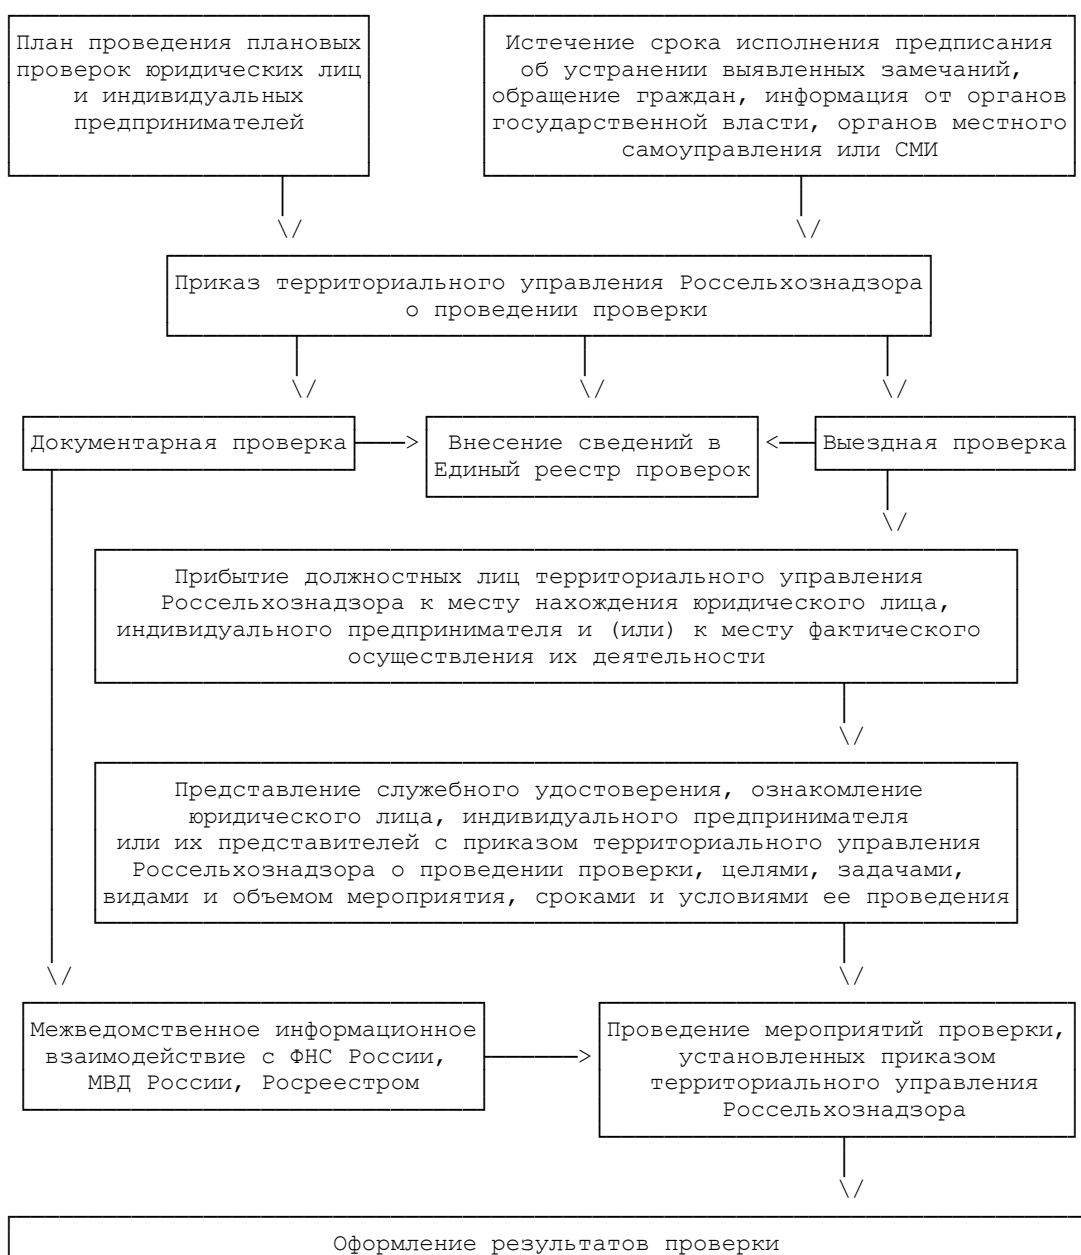 План проведения плановых
проверок юридических лиц
и индивидуальных
предпринимателей
Истечение срока исполнения предписания
об устранении выявленных замечаний,
обращение граждан, информация от органов
государственной власти, органов местного
самоуправления или СМИ
Приказ территориального управления Россельхознадзора
о проведении проверки
Документарная проверка
Внесение сведений в
Единый реестр проверок
Выездная проверка
Прибытие должностных лиц территориального управления
Россельхознадзора к месту нахождения юридического лица,
индивидуального предпринимателя и (или) к месту фактического
осуществления их деятельности
Представление служебного удостоверения, ознакомление
юридического лица, индивидуального предпринимателя
или их представителей с приказом территориального управления
Россельхознадзора о проведении проверки, целями, задачами,
видами и объемом мероприятия, сроками и условиями ее проведения
Межведомственное информационное
взаимодействие с ФНС России,
МВД России, Росреестром
Проведение мероприятий проверки,
установленных приказом
территориального управления
Россельхознадзора
Оформление результатов проверки